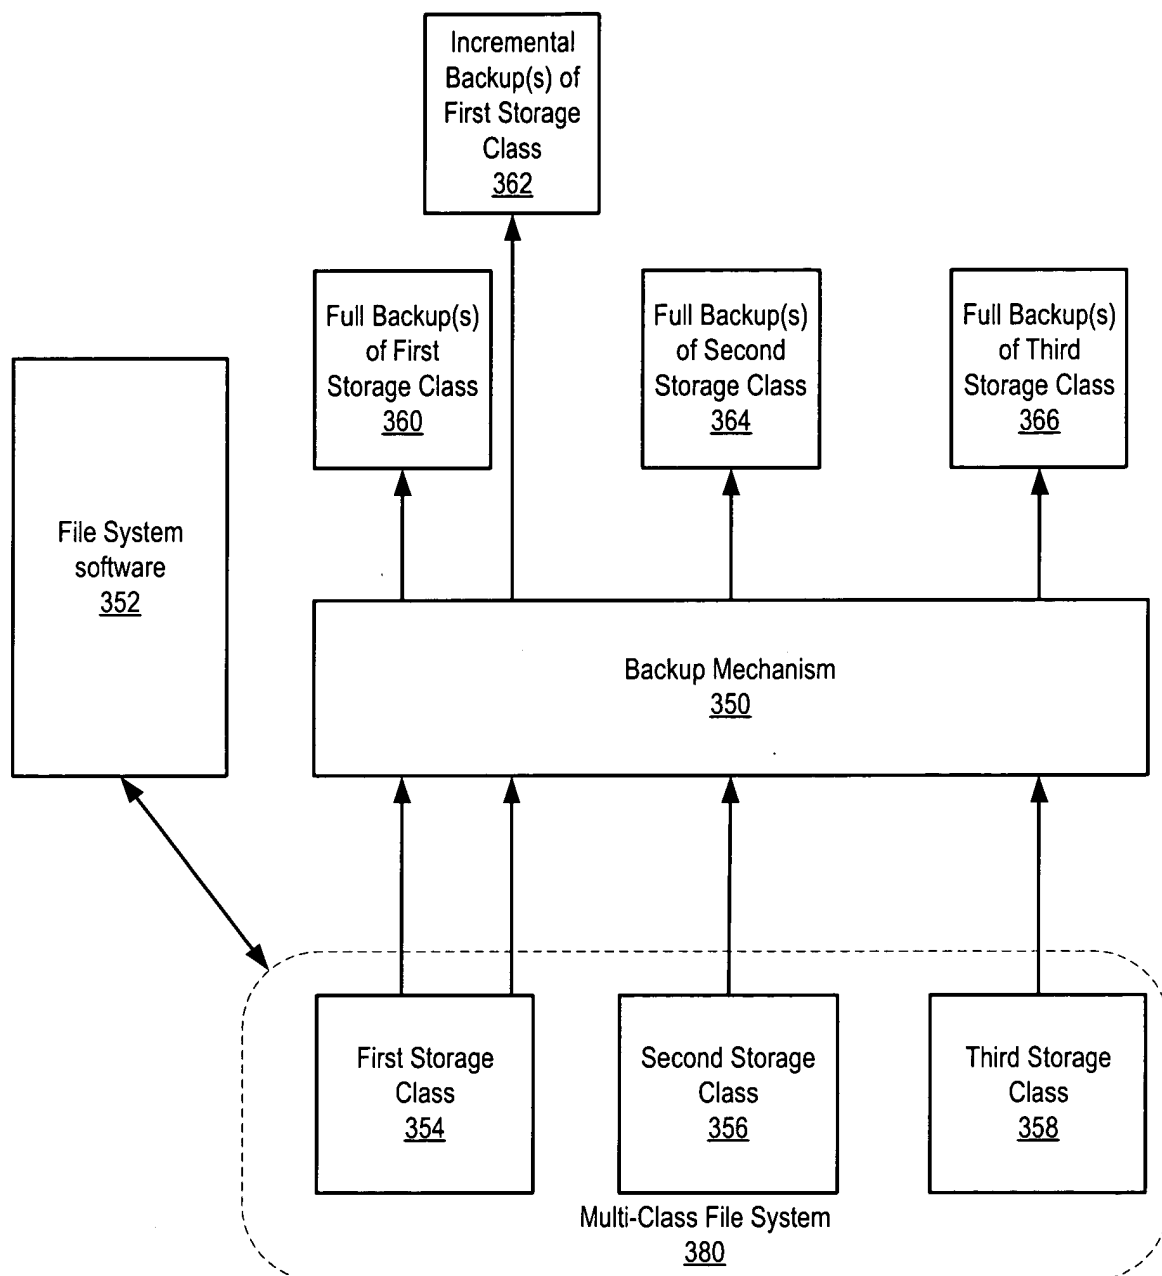 Incremental
Backup(s) of
First Storage
Class
362
Full Backup(s)
of First
Storage Class
360
Full Backup(s)
of Second
Storage Class
364
Full Backup(s)
of Third
Storage Class
366
File System
software
352
Backup Mechanism
350
First Storage
Class
354
Second Storage
Class
356
Third Storage
Class
358
Multi-Class File System
380